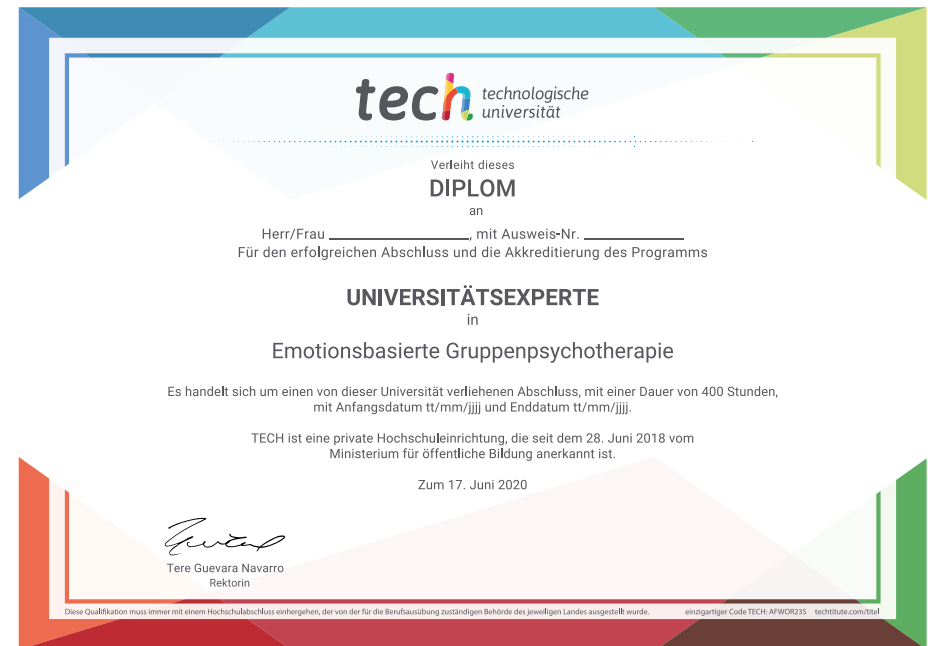 tech technologische
universität
Verleiht dieses
DIPLOM
an
Herr/Frau ____________, mit Ausweis-Nr. ____________
Für den erfolgreichen Abschluss und die Akkreditierung des Programms
UNIVERSITÄTSEXPERTE
in
Emotionsbasierte Gruppenpsychotherapie
Es handelt sich um einen von dieser Universität verliehenen Abschluss, mit einer Dauer von 400 Stunden,
mit Anfangsdatum tt/mm/jjjj und Enddatum tt/mm/jjjj.
TECH ist eine private Hochschuleinrichtung, die seit dem 28. Juni 2018 vom
Ministerium für öffentliche Bildung anerkannt ist.
Zum 17. Juni 2020
Tere Guevara Navarro
Rektorin
Diese Qualifikation muss immer mit einem Hochschulabschluss einhergehen, der von der für die Berufsausübung zuständigen Behörde des jeweiligen Landes ausgestellt wurde. einzigartiger Code TECH: AFWOR23S techtitute.com/titel